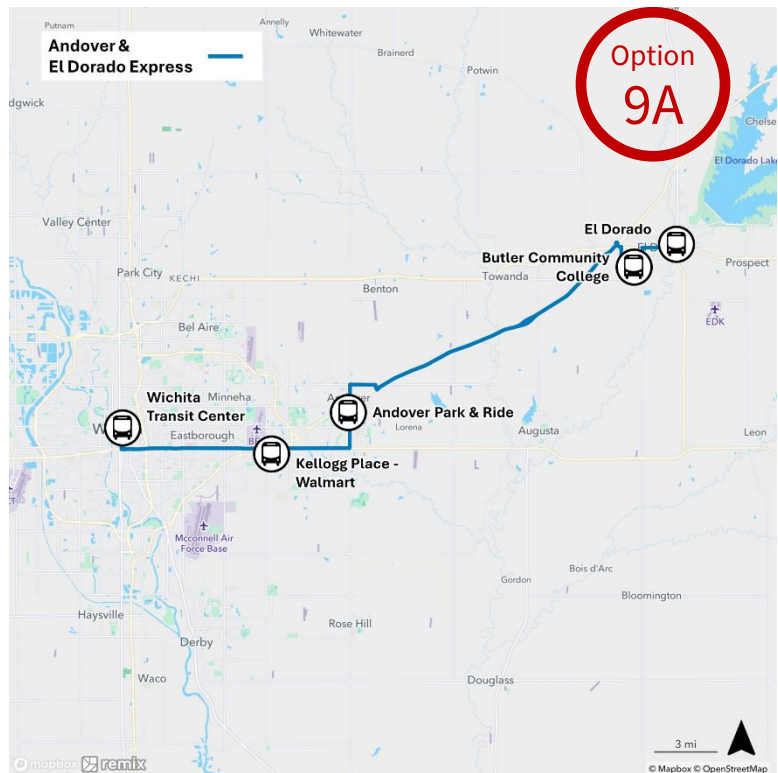 Putnam
Annelly
Whitewater
Andover &
El Dorado Express
Brainerd
Potwin
Option
9A
dgwick
Chelse
El Dorado Lake
Valley Center
El Dorado
Butler Community
College
El D
Prospect
Park City
KECHI
Towanda
Benton
EDK
Bel Aire
Wichita
Transit Center
Minneha
Andover Park & Ride
W
Eastborough
Lorena
Augusta
Leon
Kellogg Place -
Walmart
Mcconnell Air
Force Base
Gordon
Bois d'Arc
Bloomington
Haysville
Rose Hill
Derby
Waco
Douglass
3 mi
mapbox remix
© Mapbox © OpenStreetMap